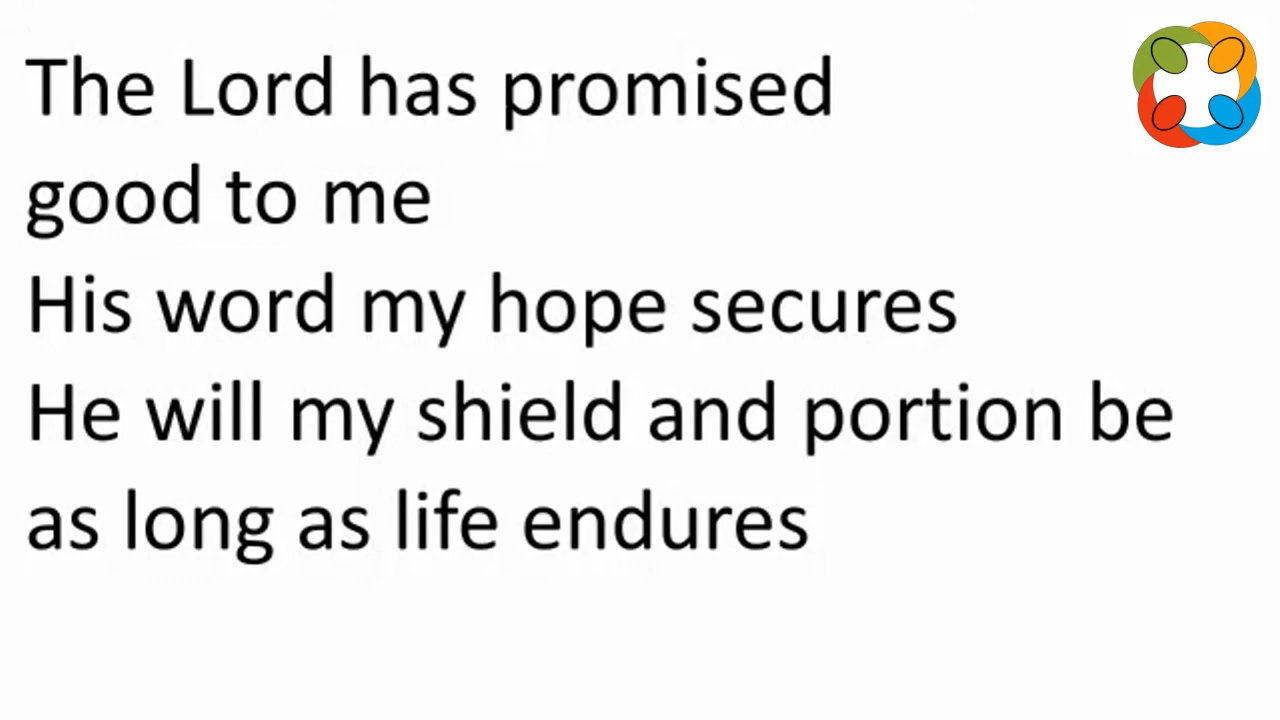 The Lord has promised
good to me
His word my hope secures
He will my shield and portion be
as long as life endures